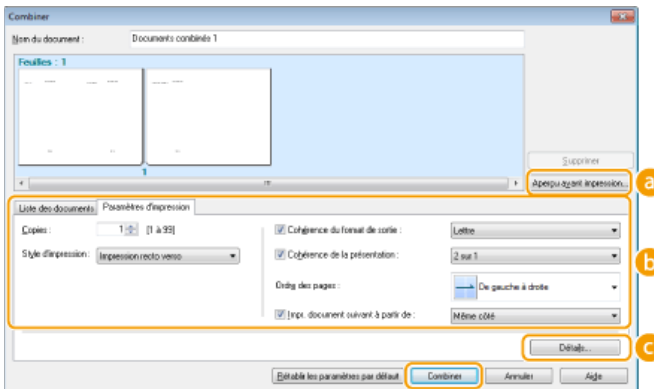 Combiner
Nom du document : Documents combinés 1
Feuilles : 1
1
Supprimer
Aperçu avant impression... a
Liste des documents Paramètres d'impression
Copies : 1 [1 à 99] Cohérence du format de sortie : Lettre
Style d'impression : Impression recto verso Cohérence de la présentation : 2 sur 1 b
Ordre des pages : De gauche à droite
Impr. document suivant à partir de : Même côté
Détails... c
Rétablir les paramètres par défaut Combiner Annuler Aide